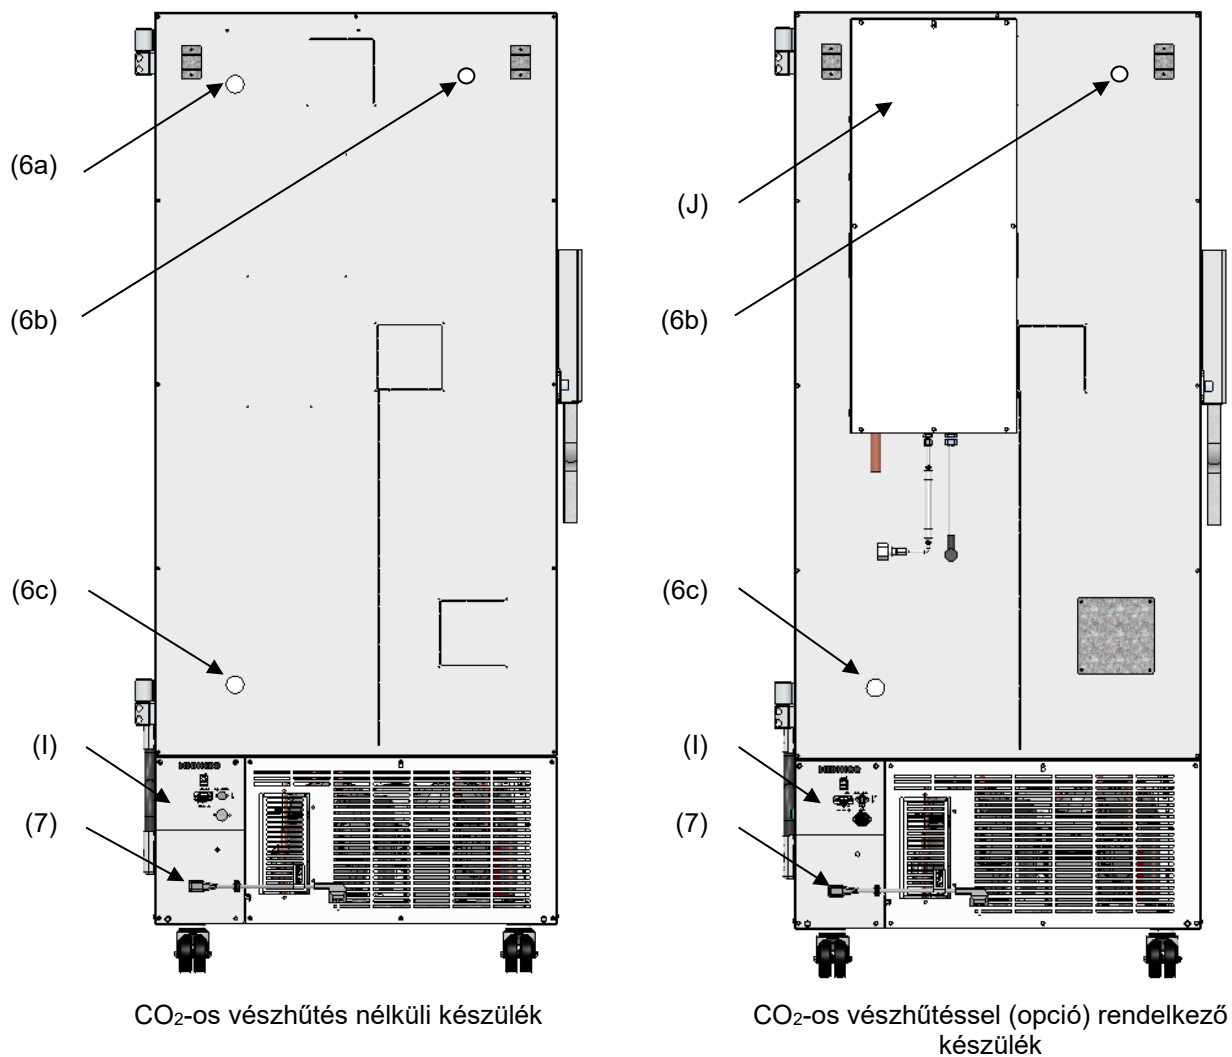 (6a)
(6b)
(6c)
(I)
(7)
(J)
(6b)
(6c)
(I)
(7)
CO₂-os vészhűtés nélküli készülék
CO₂-os vészhűtéssel (opció) rendelkező
készülék